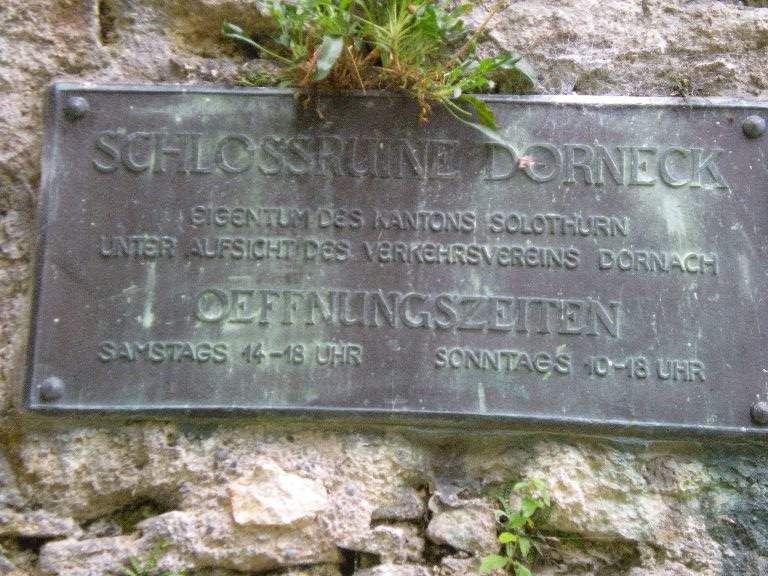 SCHLOSSRUINE DORNECK
EIGENTUM DES KANTONS SOLOTHURN
UNTER AUFSICHT DES VERKEHRSVEREINS DORNACH
OEFFNUNGSZEITEN
SAMSTAGS 14-18 UHR SONNTAGS 10-18 UHR